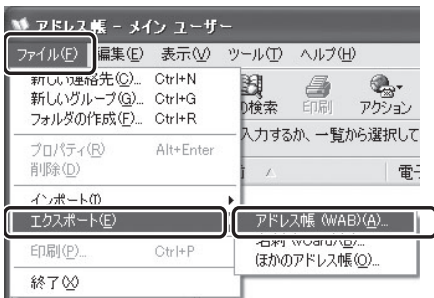 アドレス帳 - メイン ユーザー
ファイル(F) 編集(E) 表示(V) ツール(T) ヘルプ(H)
新しい連絡先(C)... Ctrl+N
新しいグループ(G)... Ctrl+G
フォルダの作成(F)... Ctrl+R
の検索 印刷 アクション
入力するか、一覧から選択して
プロパティ(R) Alt+Enter
削除(D)
インポート(I)
エクスポート(E) アドレス帳 (WAB)(A)...
ほかのアドレス帳(O)...
印刷(P)... Ctrl+P
終了(X)